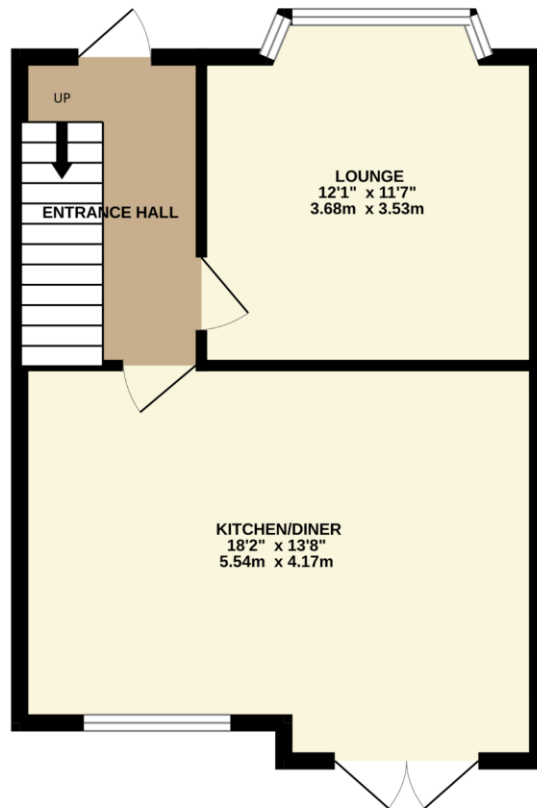 UP
ENTRANCE HALL
LOUNGE
12'1" x 11'7"
3.68m x 3.53m
KITCHEN/DINER
18'2" x 13'8"
5.54m x 4.17m